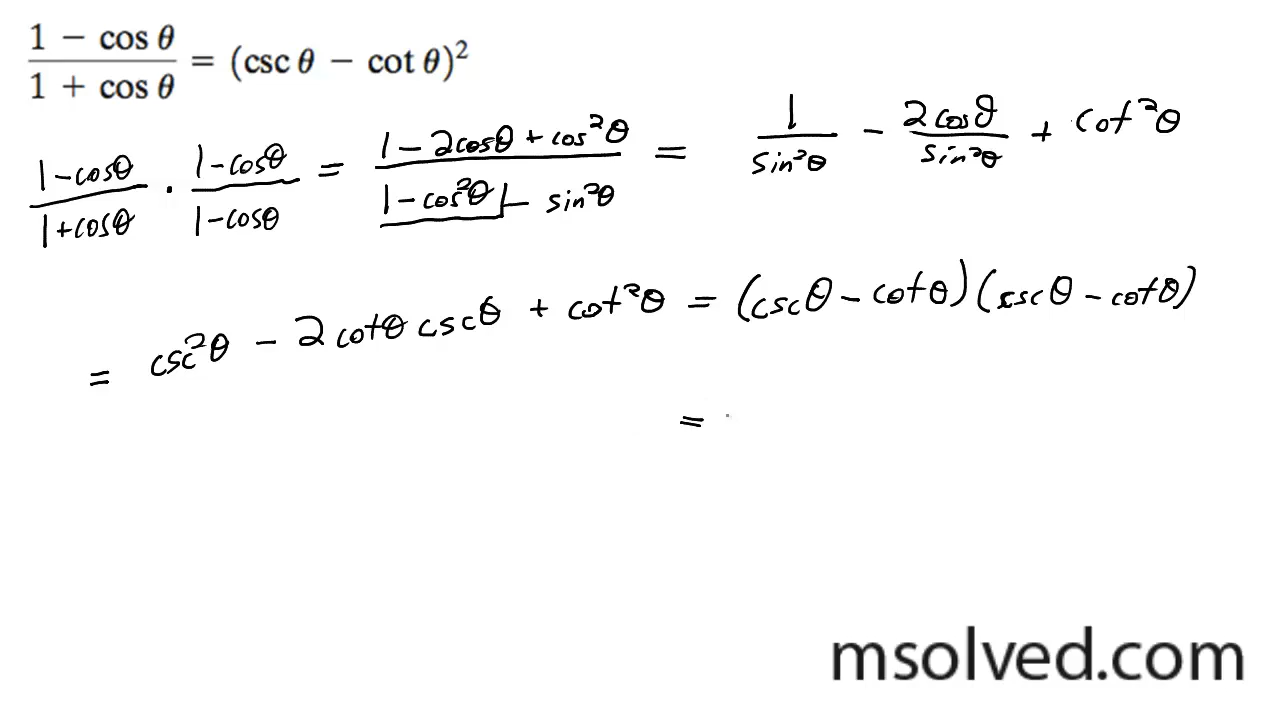 (1 − cos θ)/(1 + cos θ) = (csc θ − cot θ)²
(1-cosθ)/(1+cosθ) · (1-cosθ)/(1-cosθ) = (1-2cosθ+cos²θ)/(1-cos²θ) - sin²θ = 1/sin²θ - 2cosθ/sin²θ + cot²θ
= csc²θ - 2cotθ cscθ + cot²θ = (cscθ - cotθ)(cscθ - cotθ)
=
msolved.com